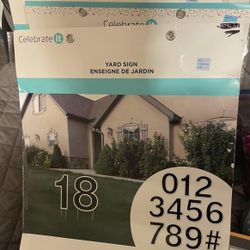 Celebrate it
Celebrate it
YARD SIGN
ENSEIGNE DE JARDIN
18
012
3456
789#